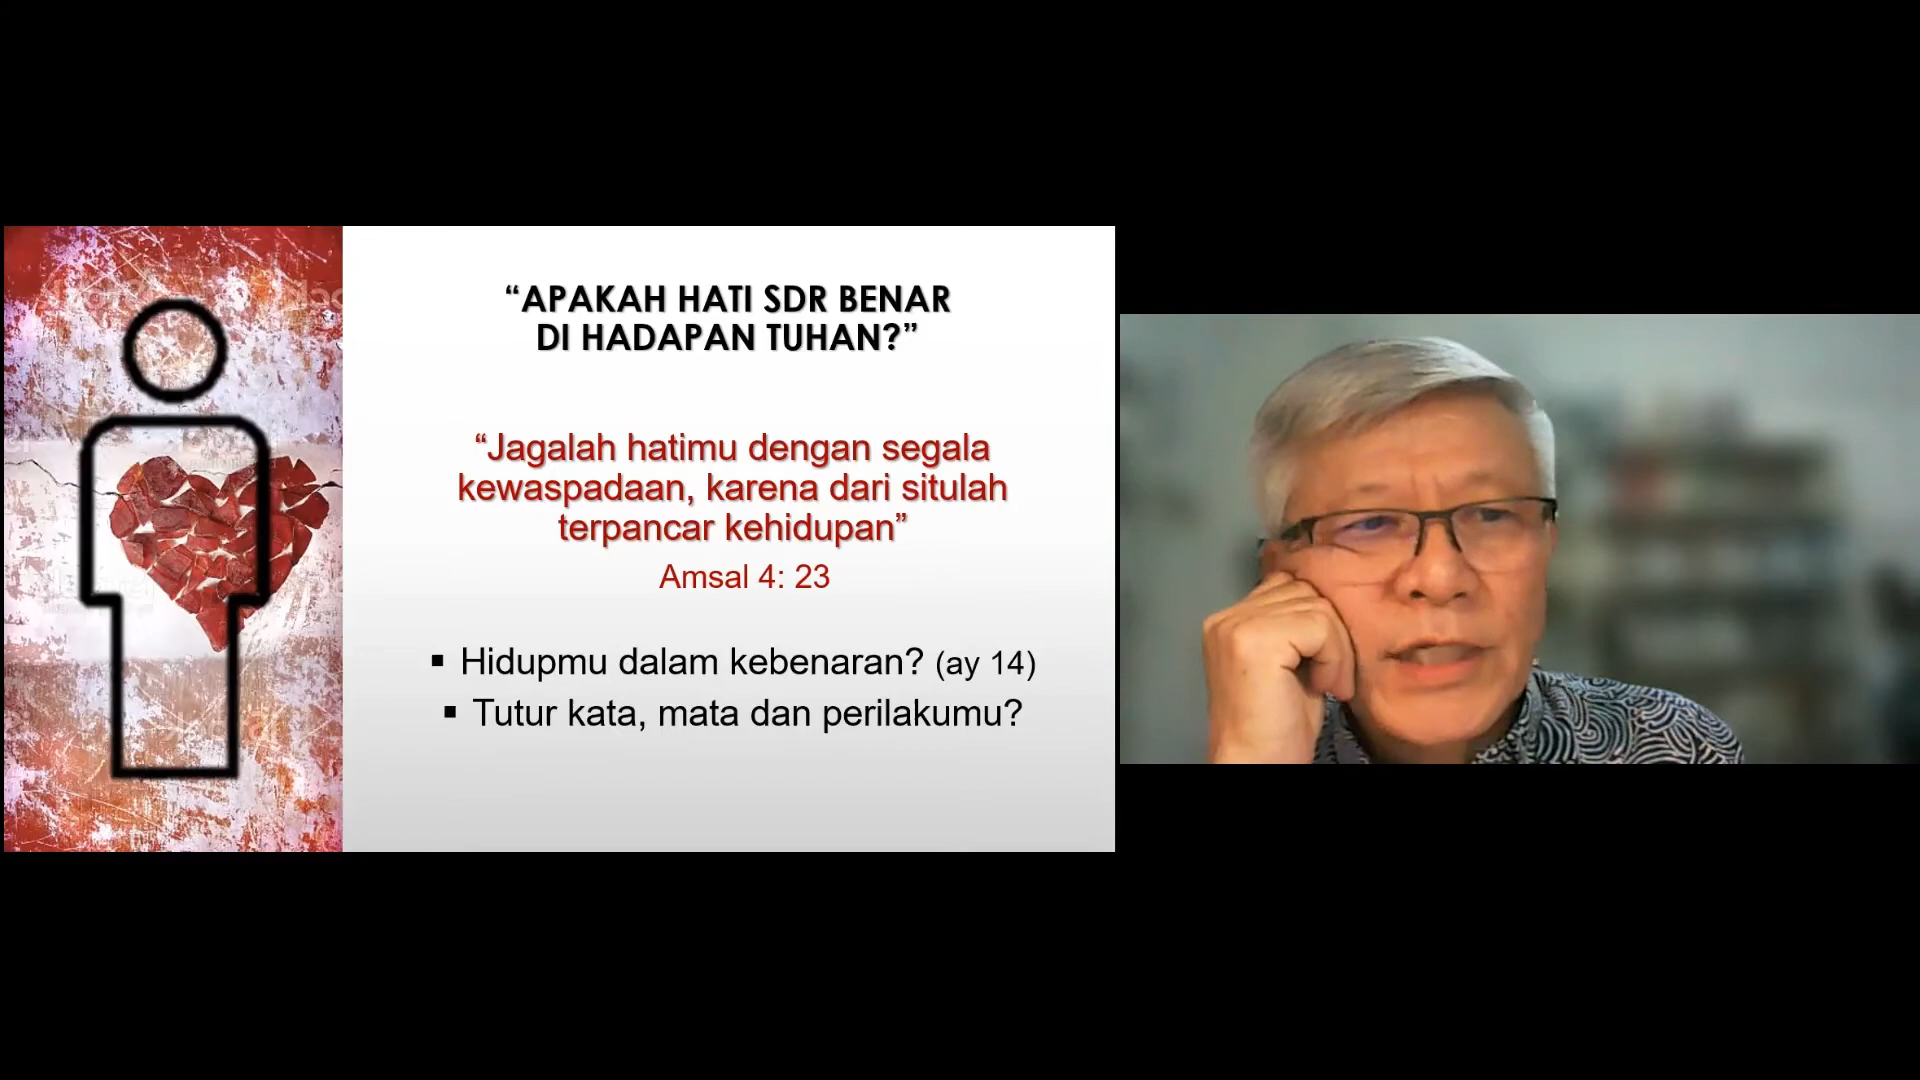 “APAKAH HATI SDR BENAR
DI HADAPAN TUHAN?”
“Jagalah hatimu dengan segala
kewaspadaan, karena dari situlah
terpancar kehidupan”
Amsal 4: 23
▪ Hidupmu dalam kebenaran? (ay 14)
▪ Tutur kata, mata dan perilakumu?